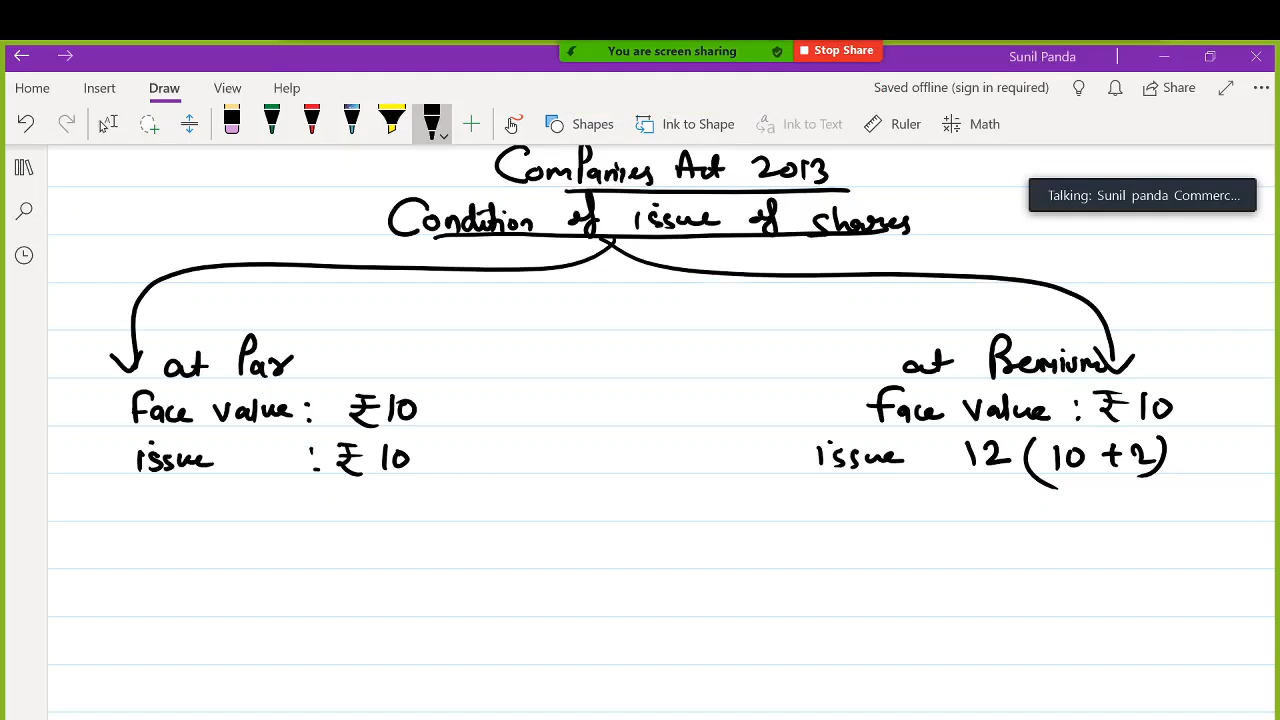 You are screen sharing
Stop Share
Sunil Panda
Home Insert Draw View Help
Saved offline (sign in required)
Share
Shapes
Ink to Shape
Ink to Text
Ruler
Math
Companies Act 2013
Talking: Sunil panda Commerc...
Condition of issue of shares
at Par
face value : ₹10
issue : ₹10
at Premium
face value : ₹10
issue 12 (10 + 2)